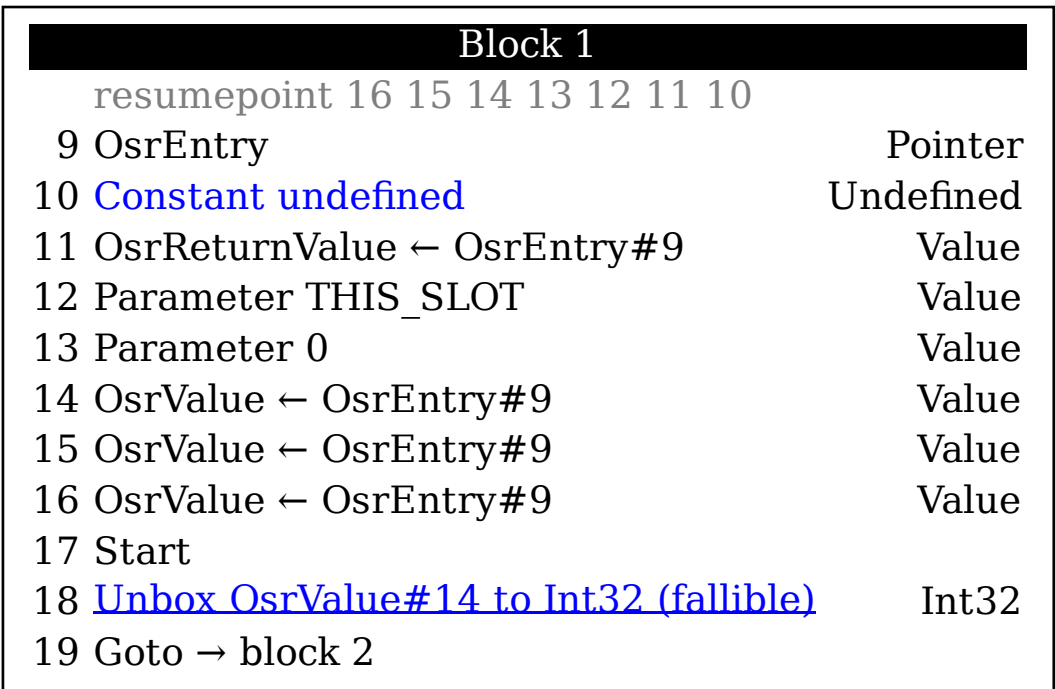 Block 1
resumepoint 16 15 14 13 12 11 10
9 OsrEntry Pointer
10 Constant undefined Undefined
11 OsrReturnValue ← OsrEntry#9 Value
12 Parameter THIS_SLOT Value
13 Parameter 0 Value
14 OsrValue ← OsrEntry#9 Value
15 OsrValue ← OsrEntry#9 Value
16 OsrValue ← OsrEntry#9 Value
17 Start
18 Unbox OsrValue#14 to Int32 (fallible) Int32
19 Goto → block 2